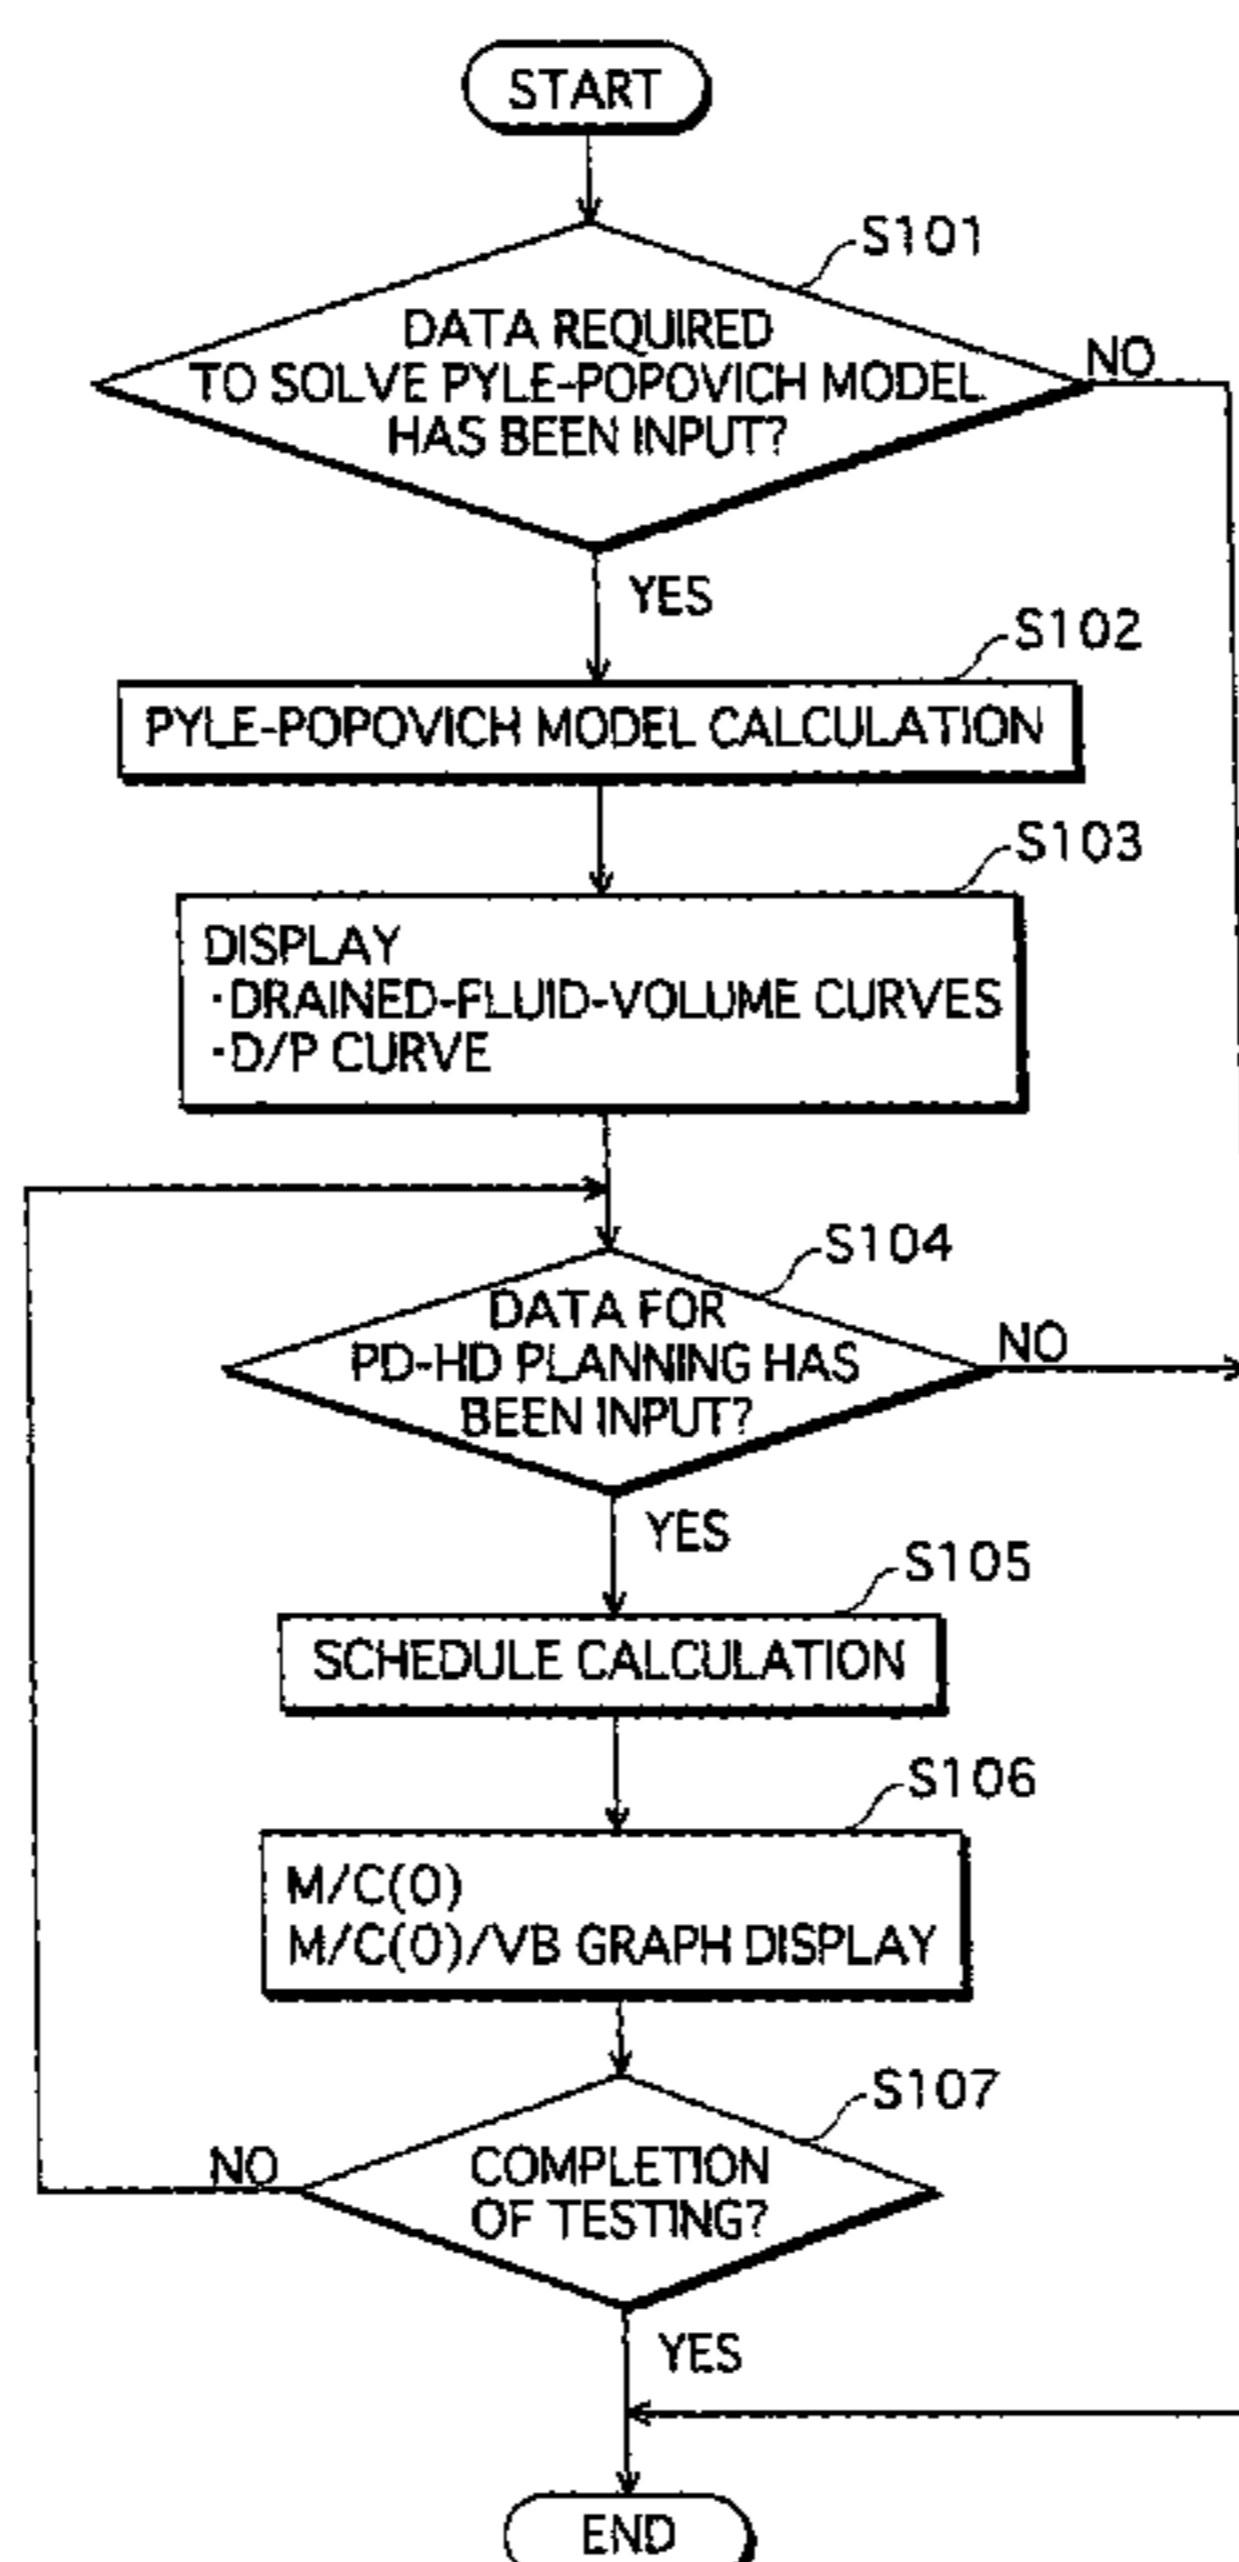 START
S101
DATA REQUIRED
TO SOLVE PYLE-POPOVICH MODEL
HAS BEEN INPUT?
NO
YES
S102
PYLE-POPOVICH MODEL CALCULATION
S103
DISPLAY
·DRAINED-FLUID-VOLUME CURVES
·D/P CURVE
S104
DATA FOR
PD-HD PLANNING HAS
BEEN INPUT?
NO
YES
S105
SCHEDULE CALCULATION
S106
M/C(0)
M/C(0)/VB GRAPH DISPLAY
S107
COMPLETION
OF TESTING?
NO
YES
END